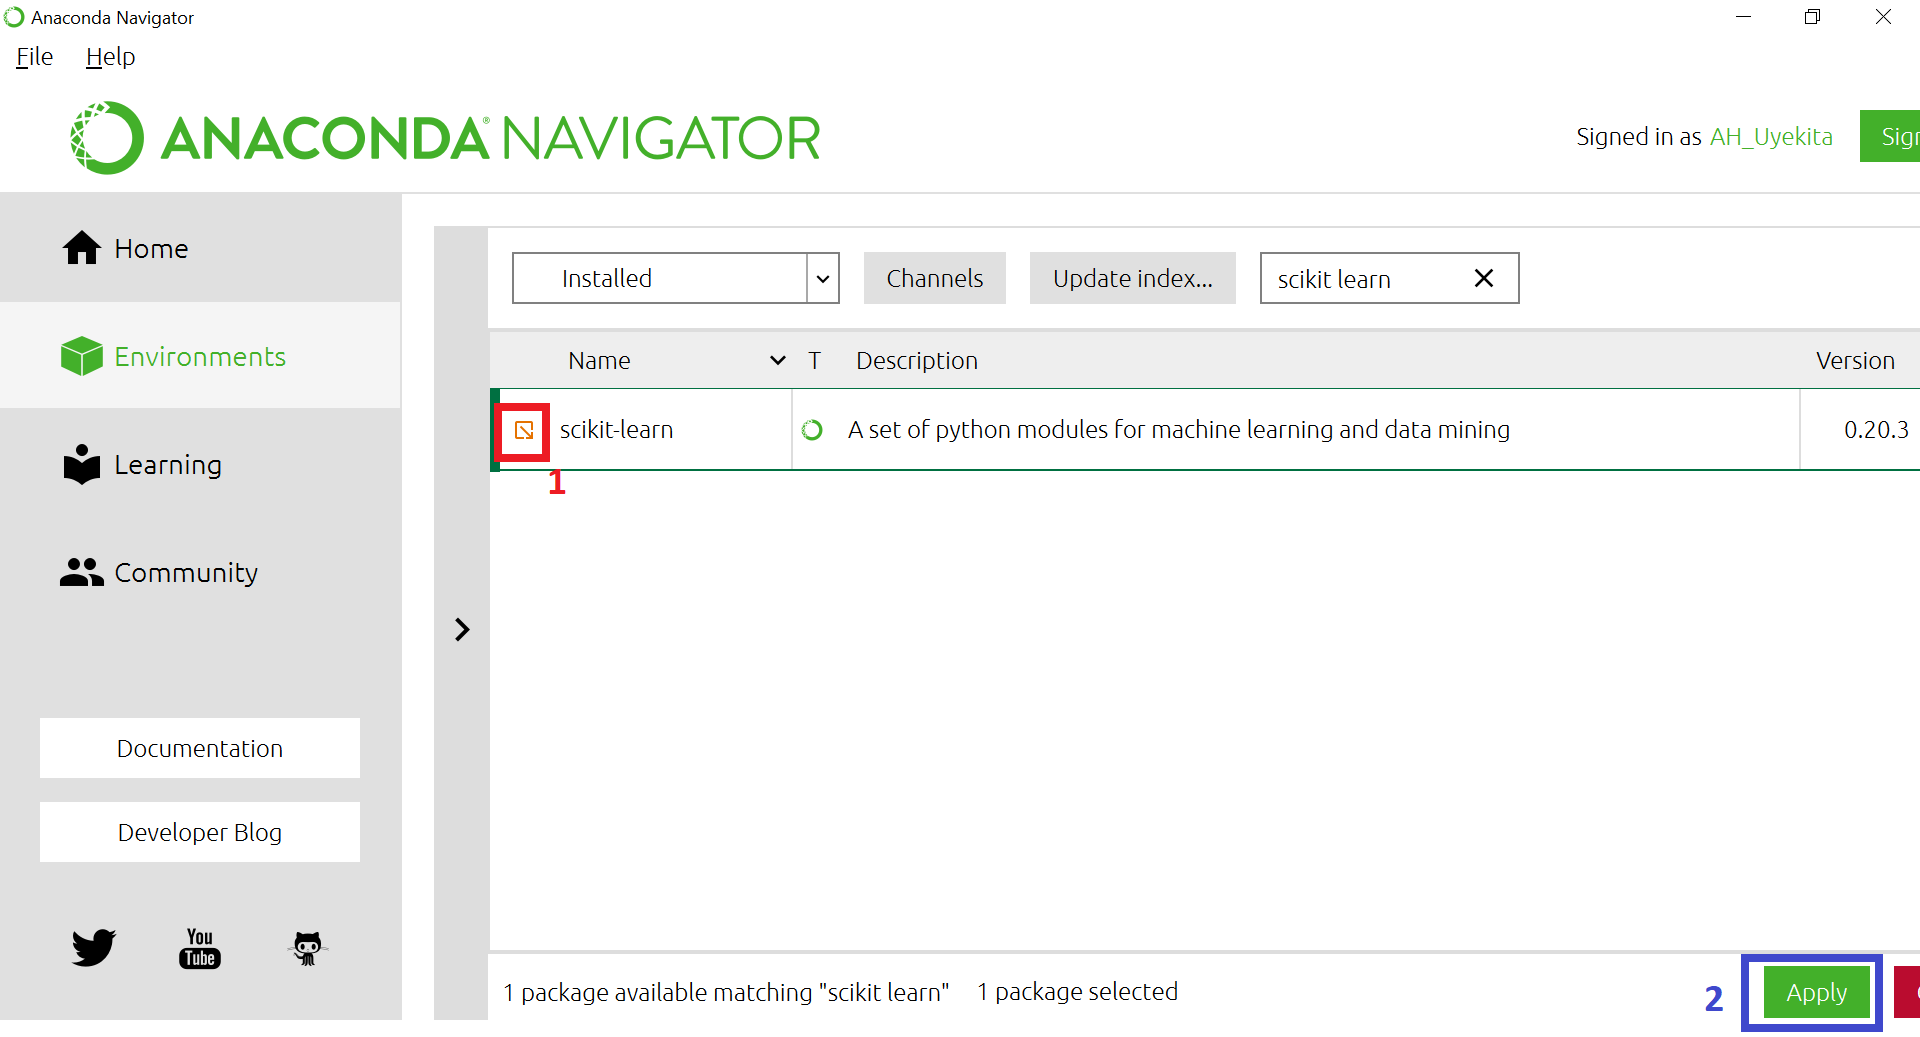 Anaconda Navigator
File Help
ANACONDA® NAVIGATOR
Signed in as AH_Uyekita
Home
Environments
Learning
Community
Documentation
Developer Blog
You
Tube
Installed Channels Update index... scikit learn
Name T Description Version
scikit-learn A set of python modules for machine learning and data mining 0.20.3
1
1 package available matching "scikit learn" 1 package selected
2 Apply